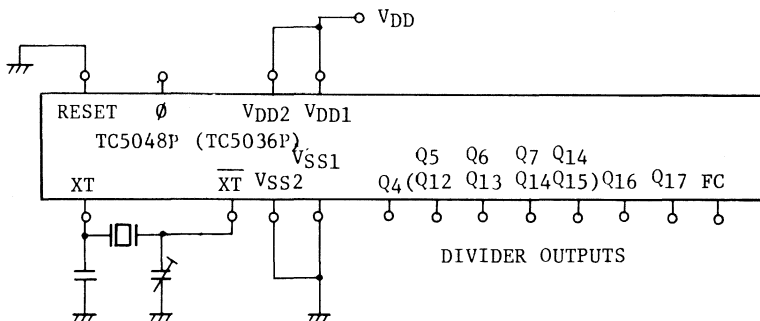 VDD
RESET Ø VDD2 VDD1
TC5048P (TC5036P)
VSS1
Q5 Q6 Q7 Q14
XT X̅T̅ VSS2 Q4 (Q12 Q13 Q14 Q15) Q16 Q17 FC
DIVIDER OUTPUTS